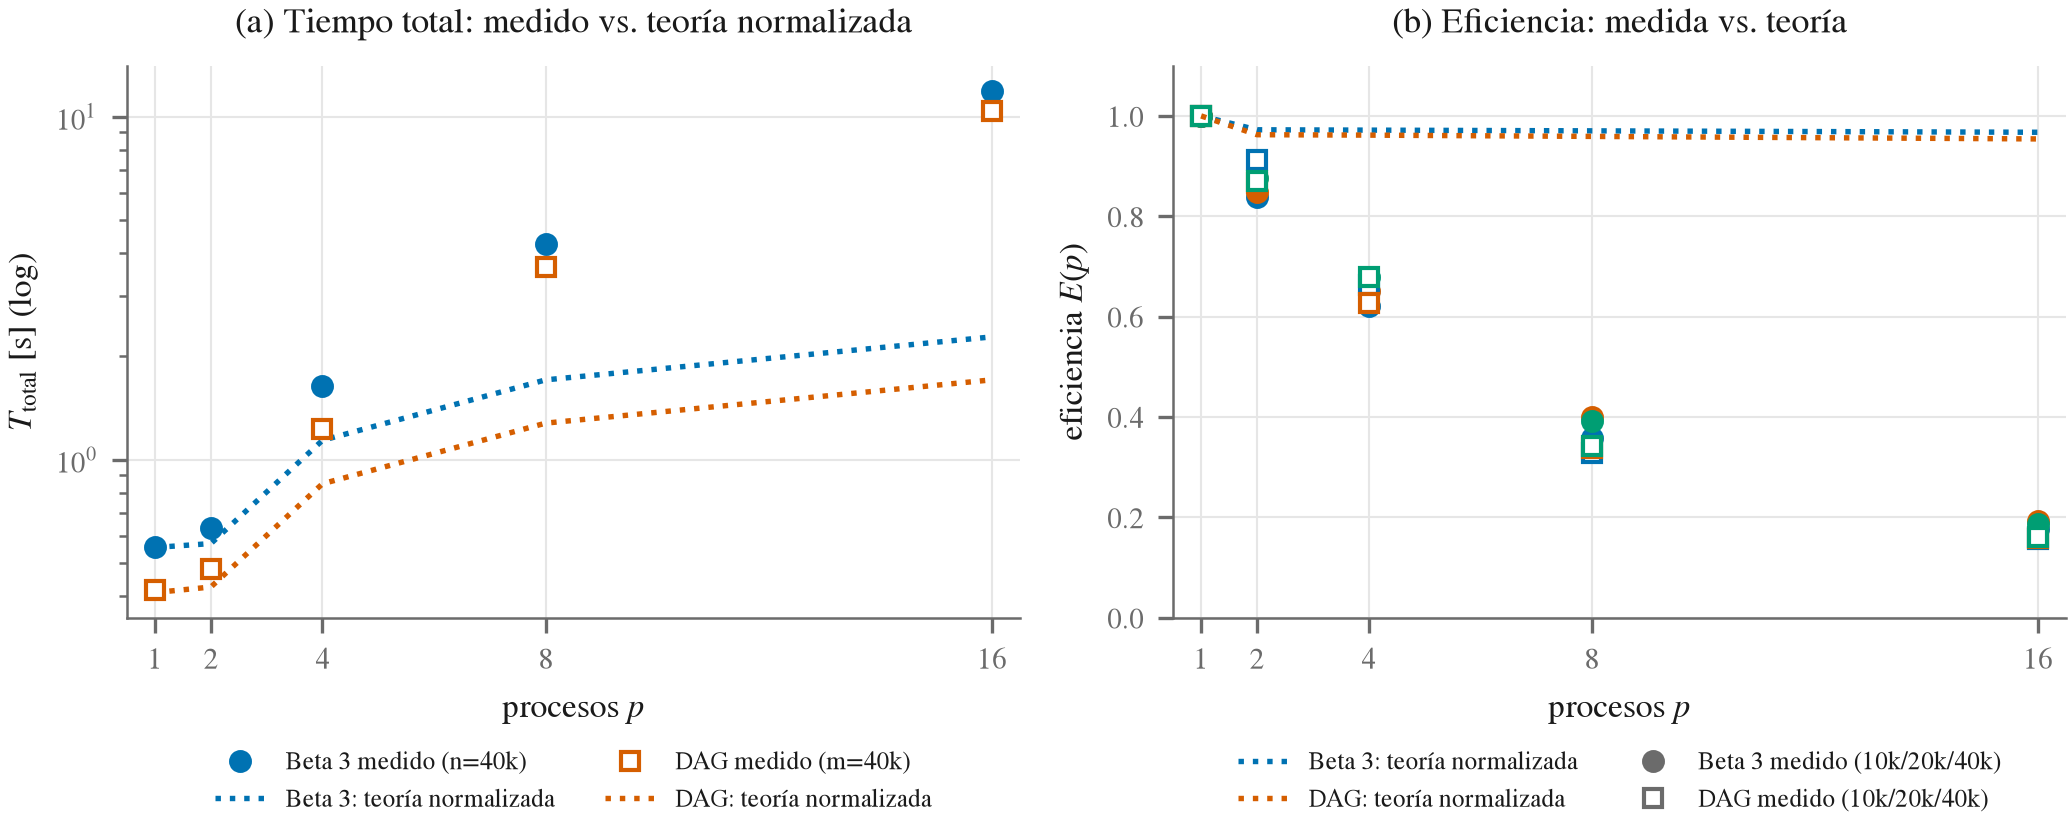 (a) Tiempo total: medido vs. teoría normalizada
T_total [s] (log)
10^1
10^0
1 2 4 8 16
procesos p
Beta 3 medido (n=40k)
DAG medido (m=40k)
Beta 3: teoría normalizada
DAG: teoría normalizada
(b) Eficiencia: medida vs. teoría
eficiencia E(p)
1.0
0.8
0.6
0.4
0.2
0.0
1 2 4 8 16
procesos p
Beta 3: teoría normalizada
Beta 3 medido (10k/20k/40k)
DAG: teoría normalizada
DAG medido (10k/20k/40k)